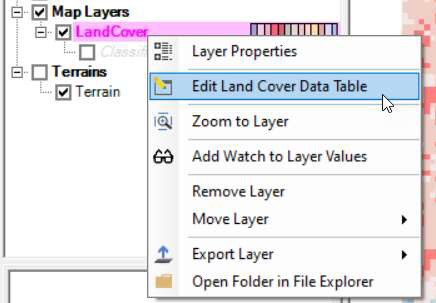 Map Layers
LandCover
Classifi
Terrains
Terrain
Layer Properties
Edit Land Cover Data Table
Zoom to Layer
Add Watch to Layer Values
Remove Layer
Move Layer
Export Layer
Open Folder in File Explorer